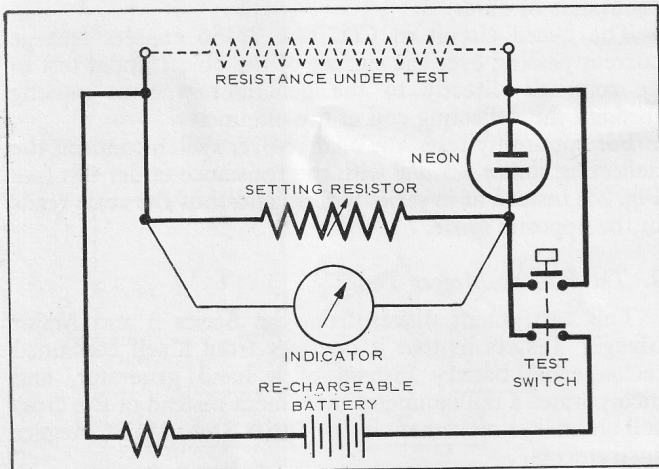 RESISTANCE UNDER TEST
NEON
SETTING RESISTOR
INDICATOR
RE-CHARGEABLE
BATTERY
TEST
SWITCH